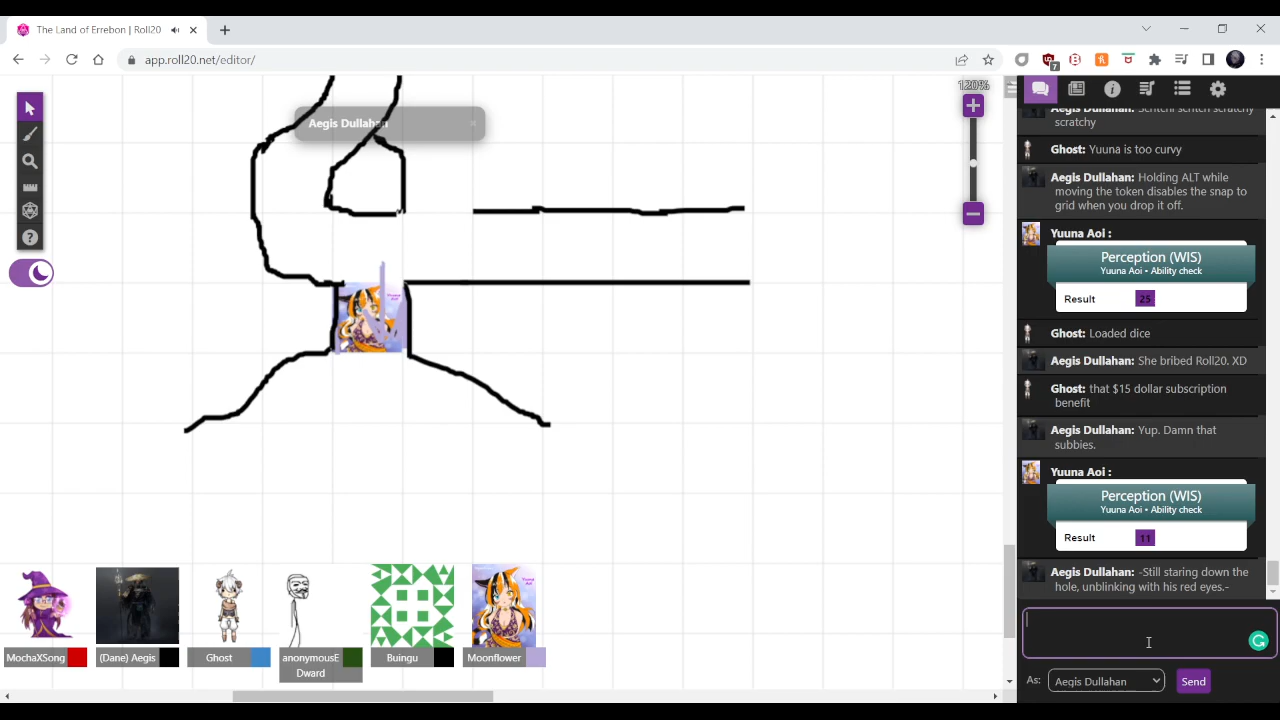 The Land of Errebon | Roll20
app.roll20.net/editor/
7
Aegis Dullahan
120%
scratchy
Ghost: Yuuna is too curvy
Aegis Dullahan: Holding ALT while
moving the token disables the snap to
grid when you drop it off.
Yuuna Aoi :
Perception (WIS)
Yuuna Aoi • Ability check
Result 25
Ghost: Loaded dice
Aegis Dullahan: She bribed Roll20. XD
Ghost: that $15 dollar subscription
benefit
Aegis Dullahan: Yup. Damn that
subbies.
Yuuna Aoi :
Perception (WIS)
Yuuna Aoi • Ability check
Result 11
Aegis Dullahan: -Still staring down the
hole, unblinking with his red eyes.-
As: Aegis Dullahan Send
MochaXSong
(Dane) Aegis
Ghost
anonymousE
Dward
Buingu
Moonflower